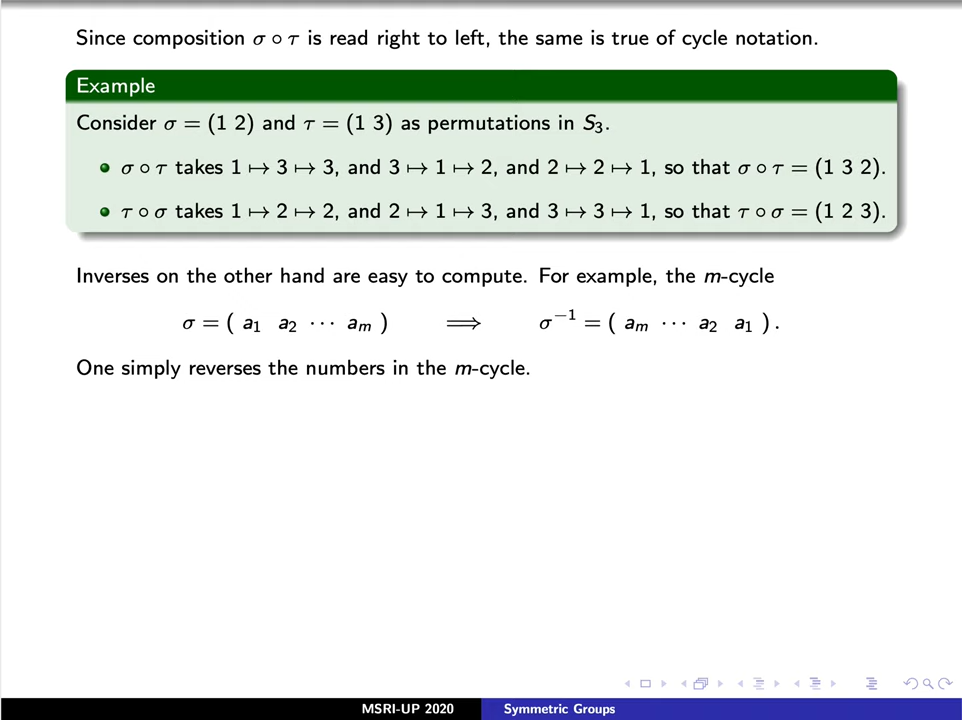 Since composition σ ∘ τ is read right to left, the same is true of cycle notation.
Example
Consider σ = (1 2) and τ = (1 3) as permutations in S₃.
σ ∘ τ takes 1 ↦ 3 ↦ 3, and 3 ↦ 1 ↦ 2, and 2 ↦ 2 ↦ 1, so that σ ∘ τ = (1 3 2).
τ ∘ σ takes 1 ↦ 2 ↦ 2, and 2 ↦ 1 ↦ 3, and 3 ↦ 3 ↦ 1, so that τ ∘ σ = (1 2 3).
Inverses on the other hand are easy to compute. For example, the m-cycle
σ = ( a₁ a₂ ⋯ aₘ ) ⟹ σ⁻¹ = ( aₘ ⋯ a₂ a₁ ) .
One simply reverses the numbers in the m-cycle.
MSRI-UP 2020 Symmetric Groups